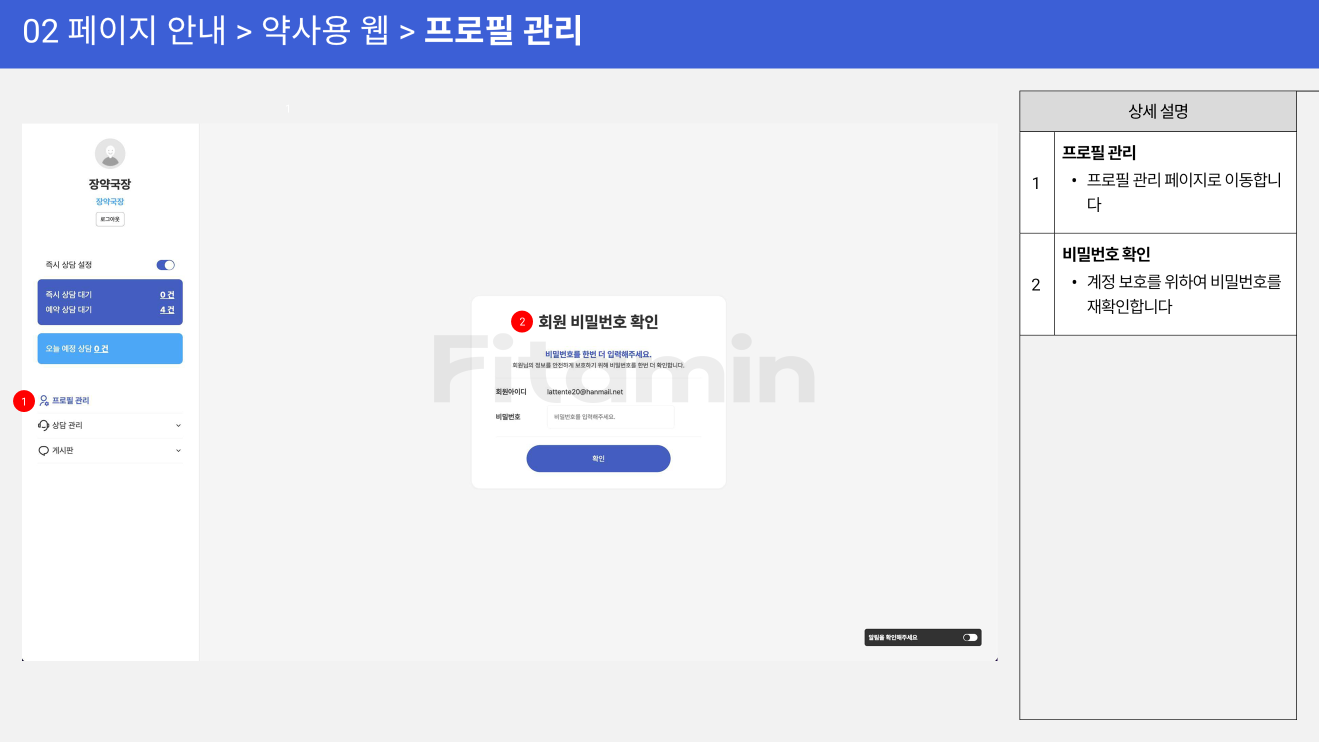 02 페이지 안내 > 약사용 웹 > 프로필 관리
1
장약국장
장약국장
로그아웃
즉시 상담 설정
즉시 상담 대기 0 건
예약 상담 대기 4 건
오늘 예정 상담 0 건
1 프로필 관리
상담 관리
게시판
Fitamin
2 회원 비밀번호 확인
비밀번호를 한번 더 입력해주세요.
회원님의 정보를 안전하게 보호하기 위해 비밀번호를 한번 더 확인합니다.
회원아이디 lattente20@hanmail.net
비밀번호 비밀번호를 입력해주세요.
확인
알림을 확인해주세요
상세 설명
1
프로필 관리
• 프로필 관리 페이지로 이동합니
다
2
비밀번호 확인
• 계정 보호를 위하여 비밀번호를
재확인합니다